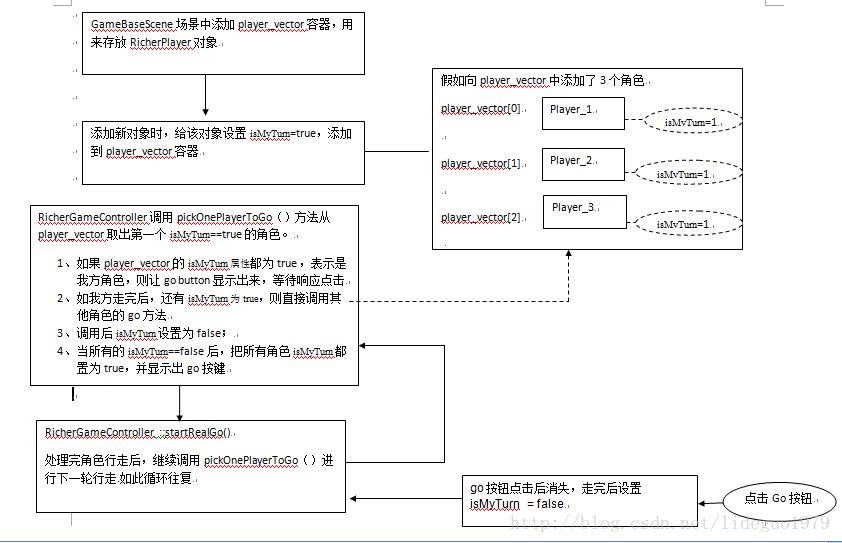 GameBaseScene 场景中添加 player_vector 容器，用
来存放 RicherPlayer 对象
添加新对象时，给该对象设置 isMyTurn=true，添加
到 player_vector 容器
假如向 player_vector 中添加了 3 个角色
player_vector[0]
Player_1
isMyTurn=1
player_vector[1]
Player_2
isMyTurn=1
player_vector[2]
Player_3
isMyTurn=1
RicherGameController 调用 pickOnePlayerToGo（）方法从
player_vector 取出第一个 isMyTurn==true 的角色。
1、如果 player_vector 的 isMyTurn 属性都为 true，表示是
我方角色，则让 go button 显示出来，等待响应点击
2、如我方走完后，还有 isMyTurn 为 true，则直接调用其
他角色的 go 方法
3、调用后 isMyTurn 设置为 false；
4、当所有的 isMyTurn==false 后，把所有角色 isMyTurn 都
置为 true，并显示出 go 按键
RicherGameController ::startRealGo()
处理完角色行走后，继续调用 pickOnePlayerToGo（）进
行下一轮行走.如此循环往复
go 按钮点击后消失，走完后设置
isMyTurn = false
点击 Go 按钮
http://blog.csdn.net/lideguo1979